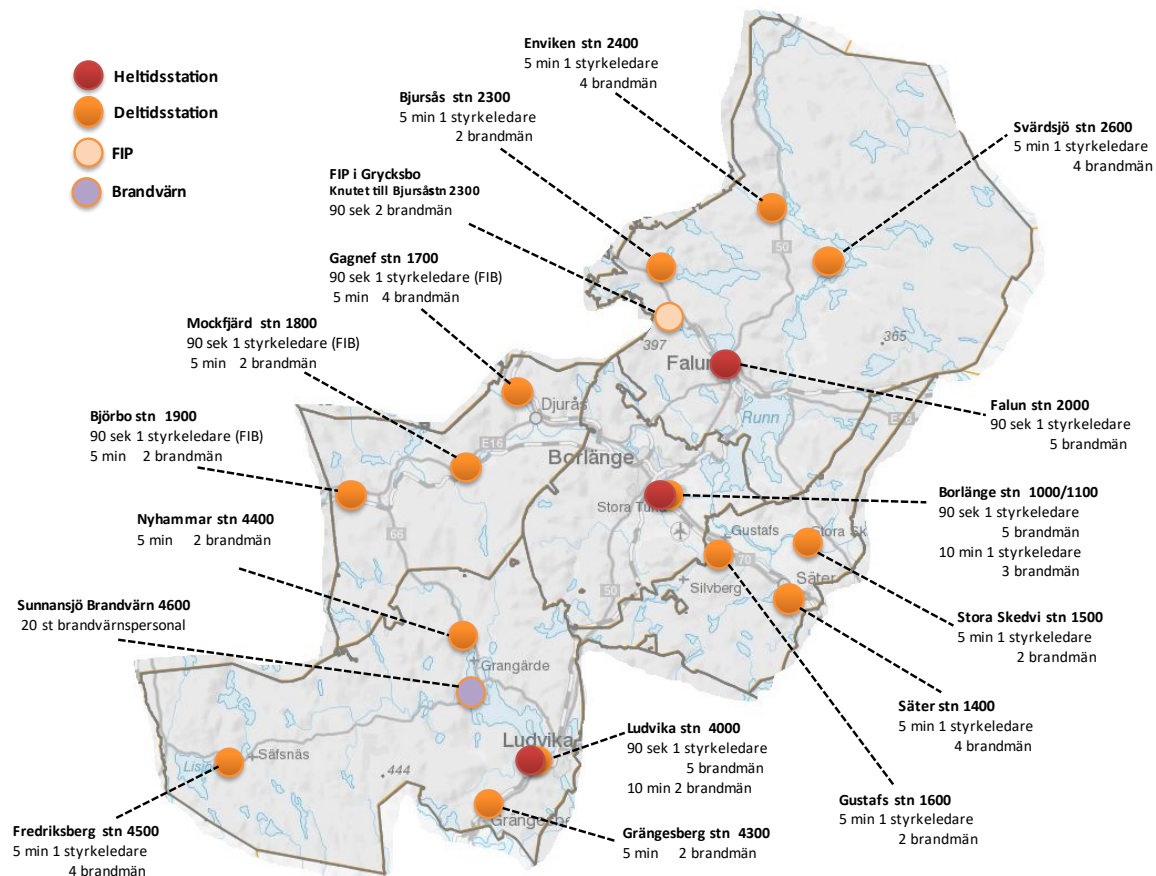 Heltidsstation
Deltidsstation
FIP
Brandvärn
Enviken stn 2400
5 min 1 styrkeledare
4 brandmän
Bjursås stn 2300
5 min 1 styrkeledare
2 brandmän
Svärdsjö stn 2600
5 min 1 styrkeledare
4 brandmän
FIP i Grycksbo
Knutet till Bjursåsstn 2300
90 sek 2 brandmän
Gagnef stn 1700
90 sek 1 styrkeledare (FIB)
5 min 4 brandmän
Mockfjärd stn 1800
90 sek 1 styrkeledare (FIB)
5 min 2 brandmän
Björbo stn 1900
90 sek 1 styrkeledare (FIB)
5 min 2 brandmän
Nyhammar stn 4400
5 min 2 brandmän
Sunnansjö Brandvärn 4600
20 st brandvärnspersonal
Fredriksberg stn 4500
5 min 1 styrkeledare
4 brandmän
Falun stn 2000
90 sek 1 styrkeledare
5 brandmän
Borlänge stn 1000/1100
90 sek 1 styrkeledare
5 brandmän
10 min 1 styrkeledare
3 brandmän
Stora Skedvi stn 1500
5 min 1 styrkeledare
2 brandmän
Säter stn 1400
5 min 1 styrkeledare
4 brandmän
Ludvika stn 4000
90 sek 1 styrkeledare
5 brandmän
10 min 2 brandmän
Gustafs stn 1600
5 min 1 styrkeledare
2 brandmän
Grängesberg stn 4300
5 min 2 brandmän
50
397
365
Falun
Runn
Djurås
E16
Borlänge
Stora Tuna
Gustafs
Stora Sk
66
70
Silvberg
Säter
50
Grangärde
Ludvika
Säfsnäs
444